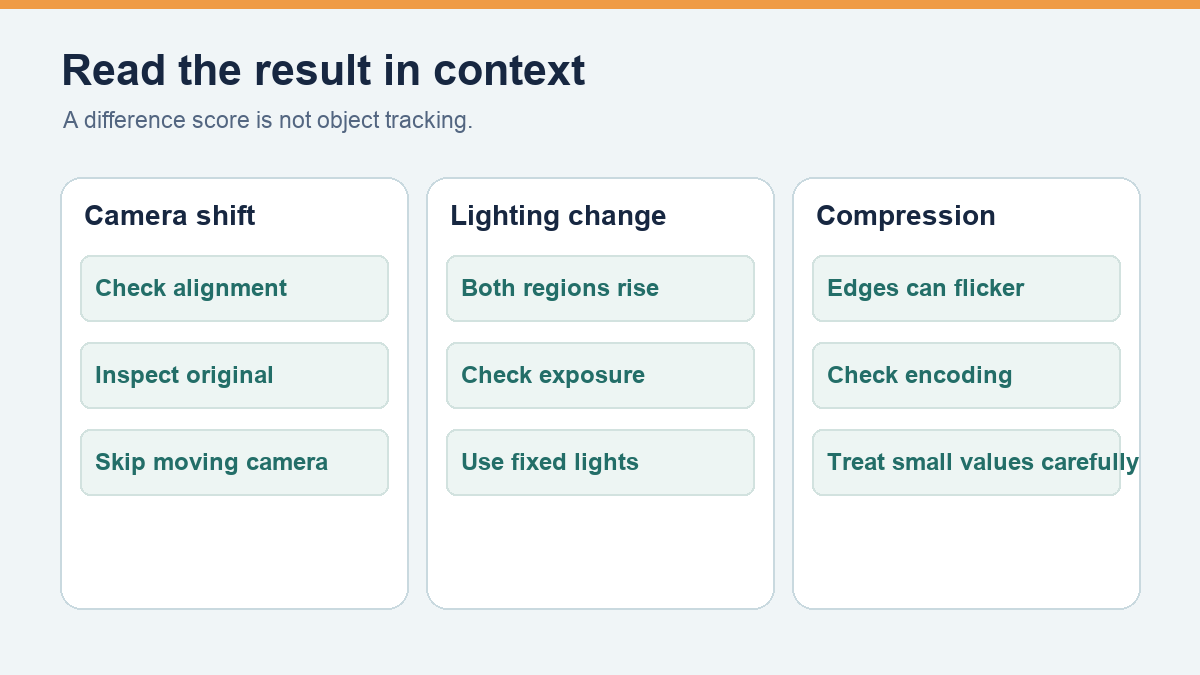 Read the result in context
A difference score is not object tracking.
Camera shift
Check alignment
Inspect original
Skip moving camera
Lighting change
Both regions rise
Check exposure
Use fixed lights
Compression
Edges can flicker
Check encoding
Treat small values carefully